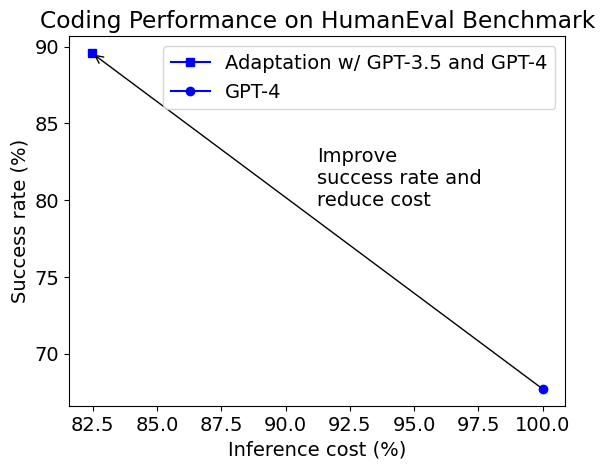 Coding Performance on HumanEval Benchmark
90
85
80
75
70
Success rate (%)
Adaptation w/ GPT-3.5 and GPT-4
GPT-4
Improve
success rate and
reduce cost
82.5 85.0 87.5 90.0 92.5 95.0 97.5 100.0
Inference cost (%)